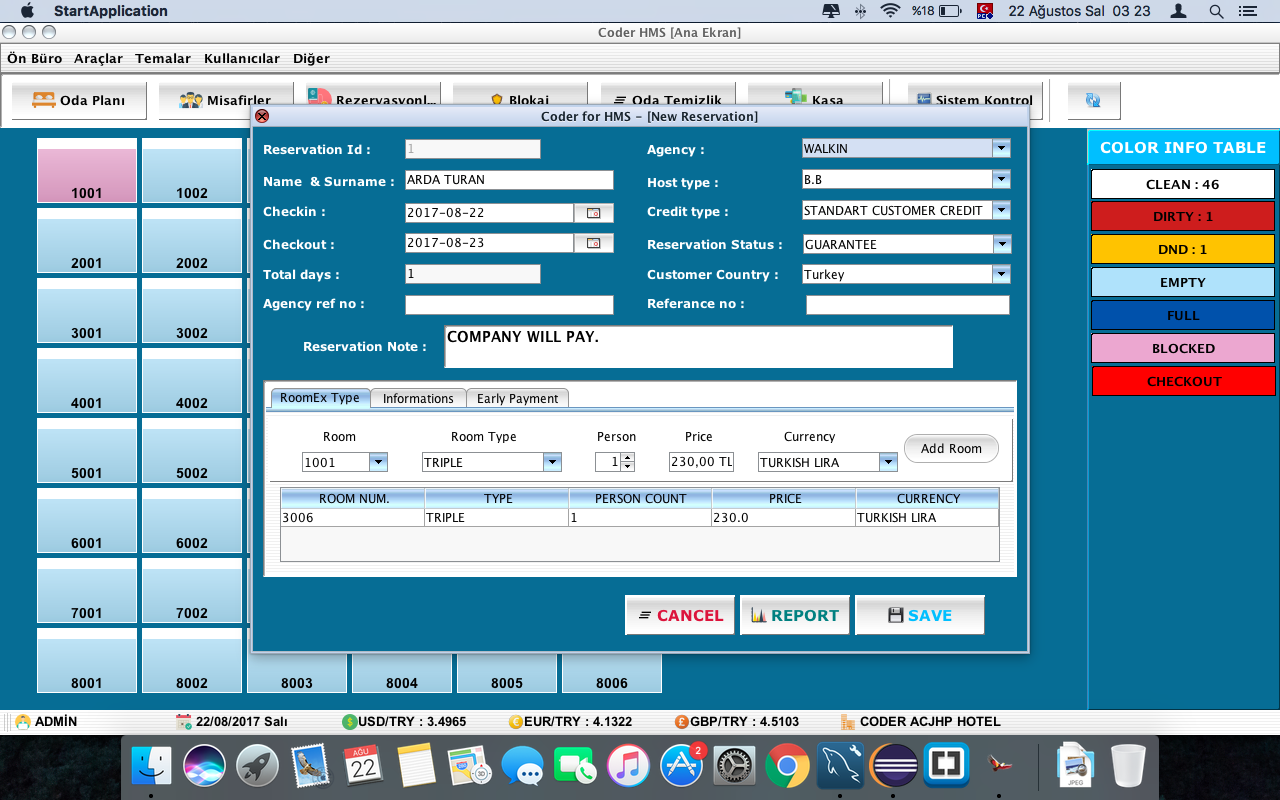 StartApplication %18 22 Ağustos Sal 03 23
Coder HMS [Ana Ekran]
Ön Büro Araçlar Temalar Kullanıcılar Diğer
Oda Planı Misafirler Rezervasyonl... Blokaj Oda Temizlik Kasa Sistem Kontrol
Coder for HMS - [New Reservation]
Reservation Id : 1 Agency : WALKIN
Name & Surname : ARDA TURAN Host type : B.B
Checkin : 2017-08-22 Credit type : STANDART CUSTOMER CREDIT
Checkout : 2017-08-23 Reservation Status : GUARANTEE
Total days : 1 Customer Country : Turkey
Agency ref no : Referance no :
Reservation Note : COMPANY WILL PAY.
RoomEx Type Informations Early Payment
Room Room Type Person Price Currency
1001 TRIPLE 1 230,00 TL TURKISH LIRA Add Room
ROOM NUM. TYPE PERSON COUNT PRICE CURRENCY
3006 TRIPLE 1 230.0 TURKISH LIRA
CANCEL REPORT SAVE
1001 1002
2001 2002
3001 3002
4001 4002
5001 5002
6001 6002
7001 7002
8001 8002 8003 8004 8005 8006
COLOR INFO TABLE
CLEAN : 46
DIRTY : 1
DND : 1
EMPTY
FULL
BLOCKED
CHECKOUT
ADMİN 22/08/2017 Salı USD/TRY : 3.4965 EUR/TRY : 4.1322 GBP/TRY : 4.5103 CODER ACJHP HOTEL
AĞU
22
2
JPEG